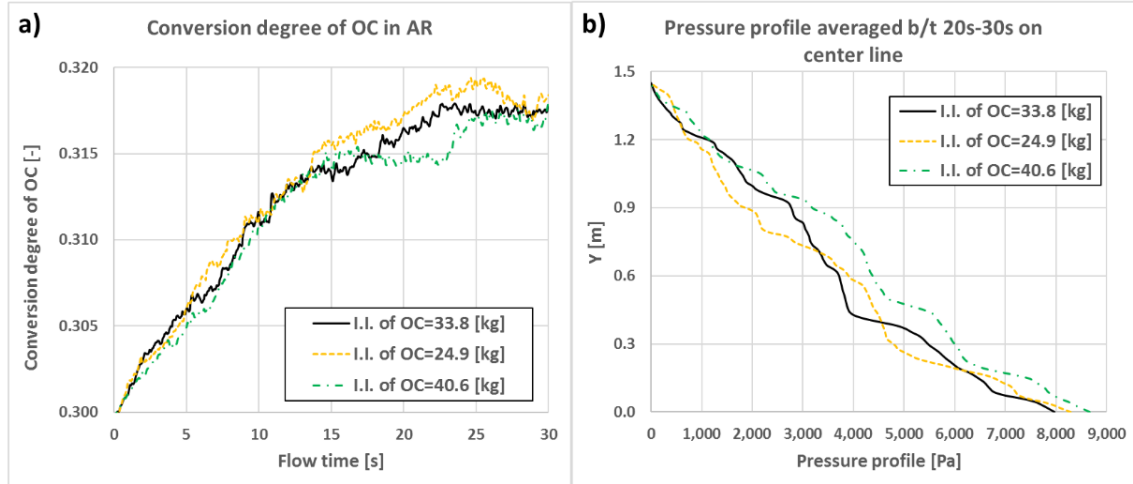 a)
Conversion degree of OC in AR
Conversion degree of OC [-]
0.320
0.315
0.310
0.305
0.300
I.I. of OC=33.8 [kg]
I.I. of OC=24.9 [kg]
I.I. of OC=40.6 [kg]
0
5
10
15
20
25
30
Flow time [s]
b)
Pressure profile averaged b/t 20s-30s on
center line
Y [m]
1.5
1.2
0.9
0.6
0.3
0.0
I.I. of OC=33.8 [kg]
I.I. of OC=24.9 [kg]
I.I. of OC=40.6 [kg]
0
1,000
2,000
3,000
4,000
5,000
6,000
7,000
8,000
9,000
Pressure profile [Pa]